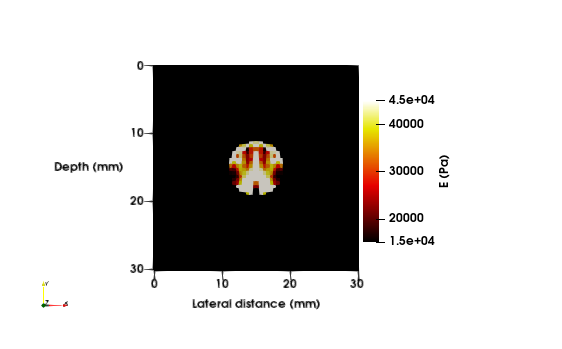 0
10
Depth (mm)
20
30
0 10 20 30
Lateral distance (mm)
4.5e+04
40000
30000
20000
1.5e+04
E (Pa)
Y
Z X